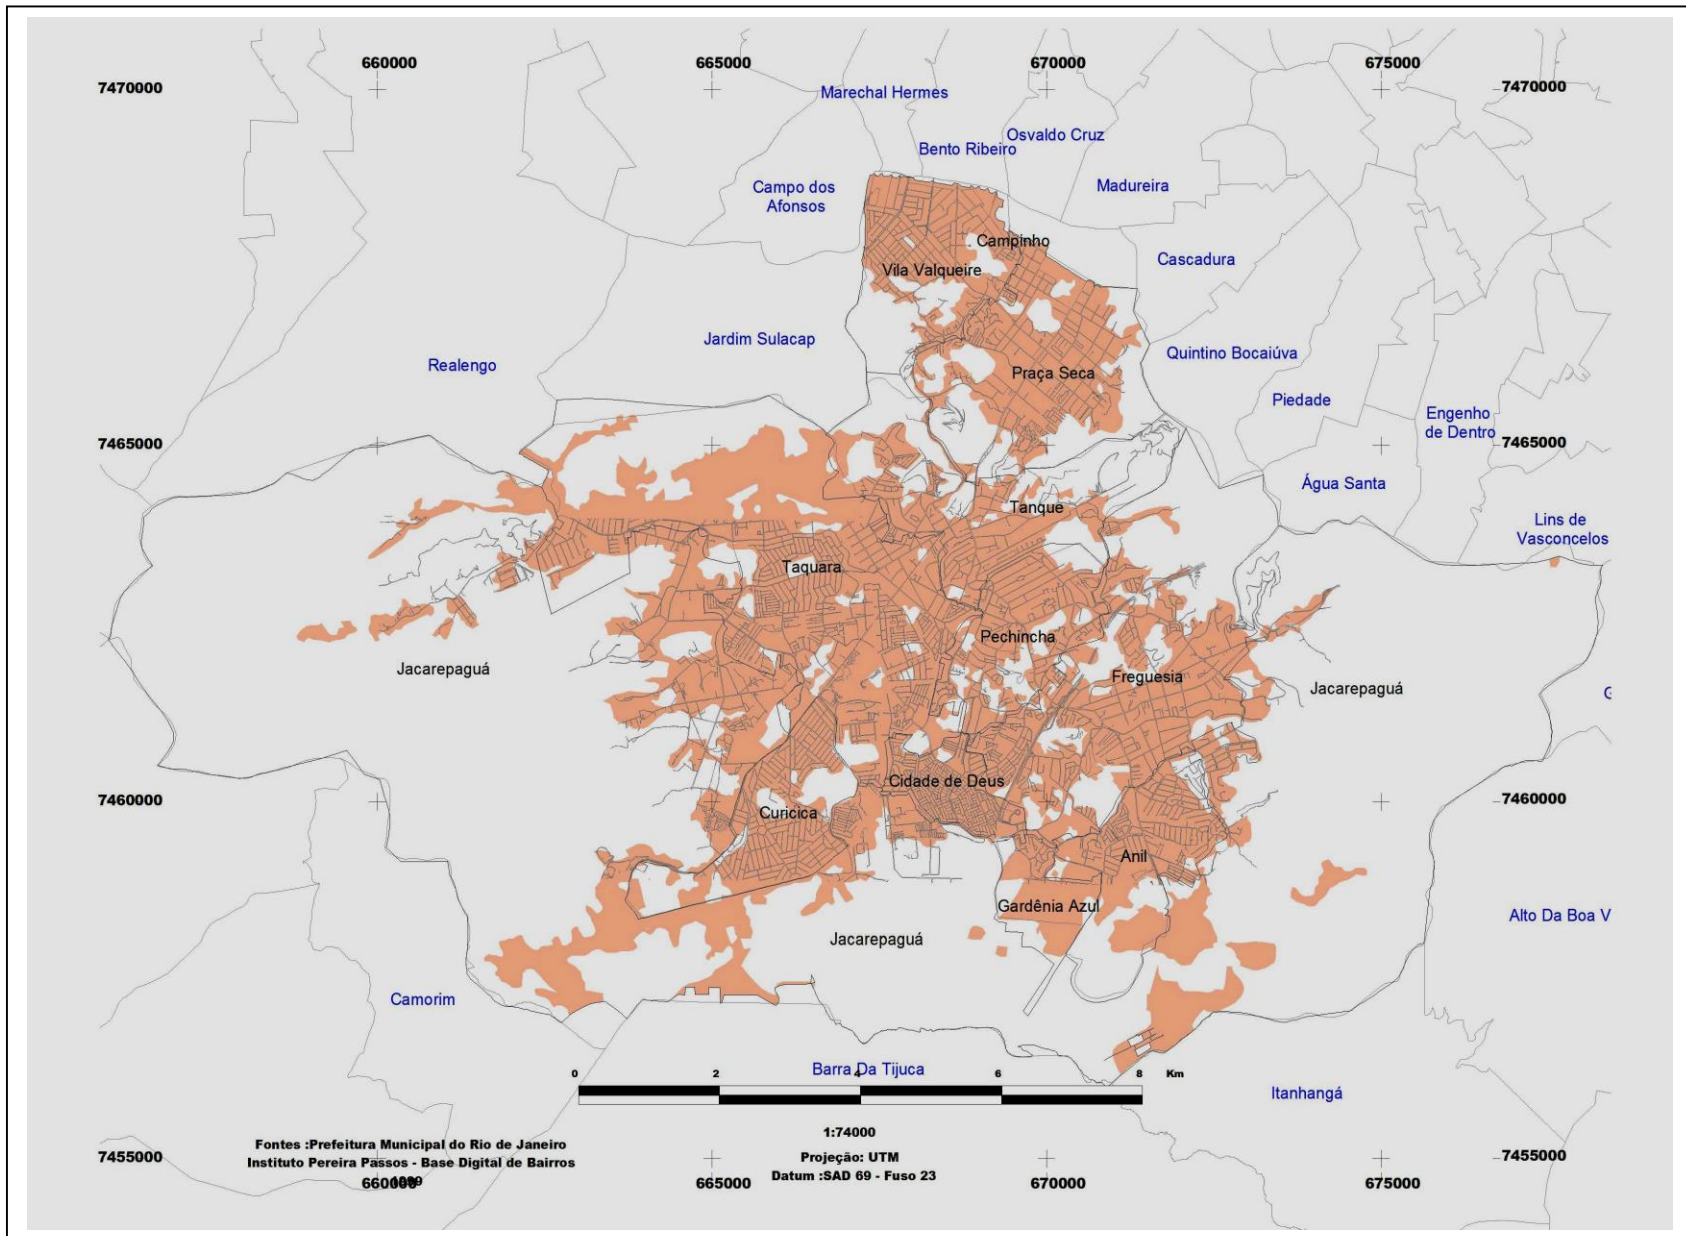 660000
665000
670000
675000
7470000
Marechal Hermes
7470000
Osvaldo Cruz
Bento Ribeiro
Campo dos
Afonsos
Madureira
Campinho
Cascadura
Vila Valqueire
Jardim Sulacap
Quintino Bocaiúva
Realengo
Praça Seca
Piedade
Engenho
de Dentro
7465000
7465000
Água Santa
Tanque
Lins de
Vasconcelos
Taquara
Pechincha
Jacarepaguá
Freguesia
Jacarepaguá
Cidade de Deus
7460000
Curicica
7460000
Anil
Gardênia Azul
Alto Da Boa V
Jacarepaguá
Camorim
Barra Da Tijuca
0 2 4 6 8 Km
Itanhangá
1:74000
Fontes :Prefeitura Municipal do Rio de Janeiro
Instituto Pereira Passos - Base Digital de Bairros
1999
Projeção: UTM
Datum :SAD 69 - Fuso 23
7455000
7455000
660000
665000
670000
675000